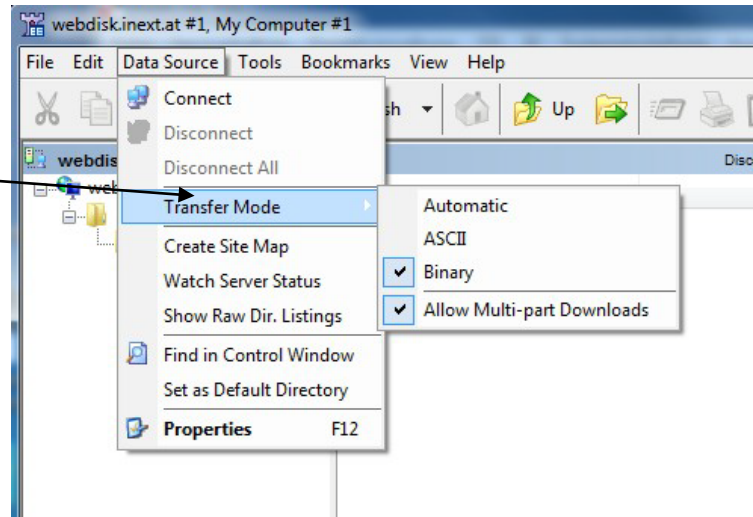 webdisk.inext.at #1, My Computer #1
File Edit Data Source Tools Bookmarks View Help
Up
Connect
Disconnect
Disconnect All
Transfer Mode
Create Site Map
Watch Server Status
Show Raw Dir. Listings
Find in Control Window
Set as Default Directory
Properties F12
Automatic
ASCII
Binary
Allow Multi-part Downloads